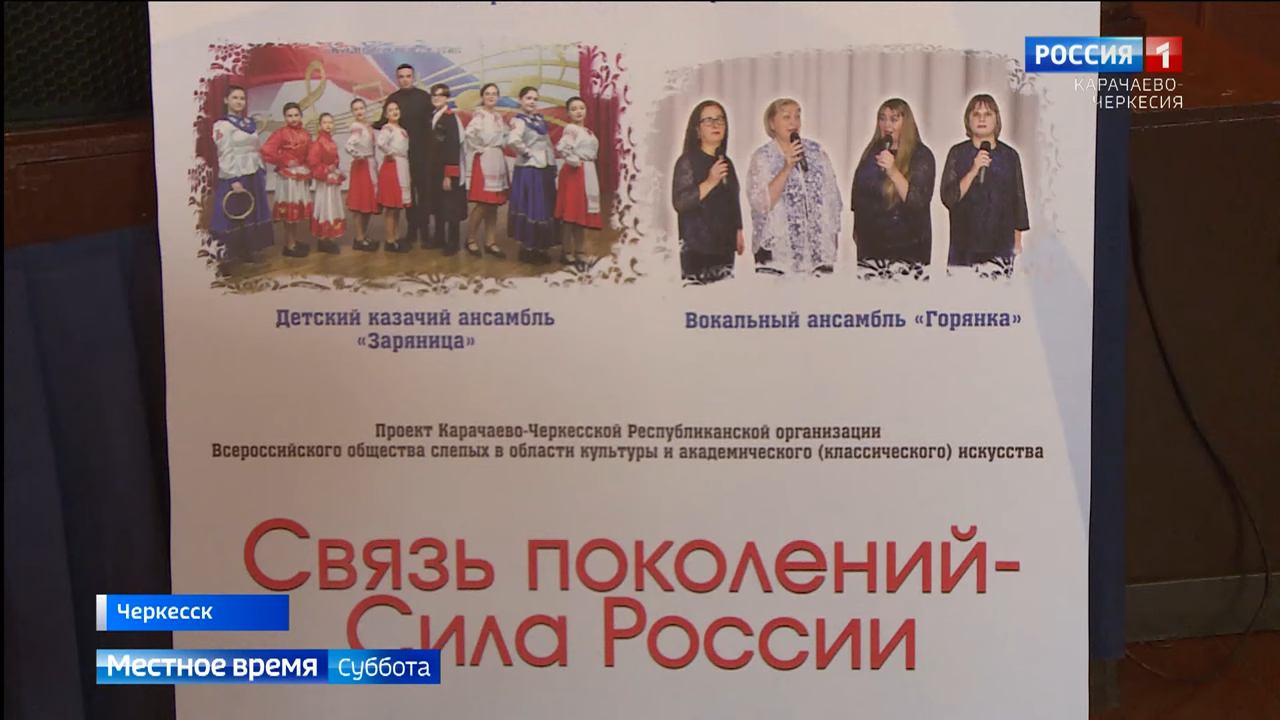 РОССИЯ 1
КАРАЧАЕВО-
ЧЕРКЕСИЯ
Детский казачий ансамбль
«Заряница»
Вокальный ансамбль «Горянка»
Проект Карачаево-Черкесской Республиканской организации
Всероссийского общества слепых в области культуры и академического (классического) искусства
Связь поколений-
Сила России
Черкесск
Местное время Суббота